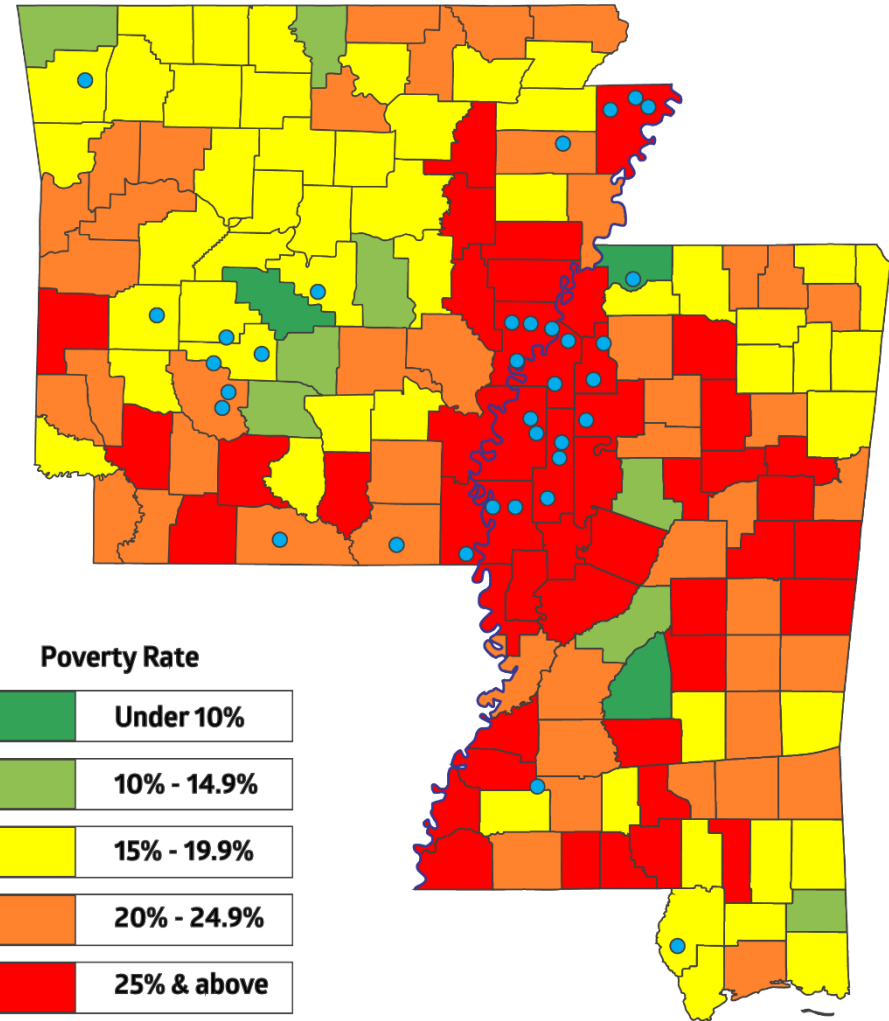 Poverty Rate
Under 10%
10% - 14.9%
15% - 19.9%
20% - 24.9%
25% & above